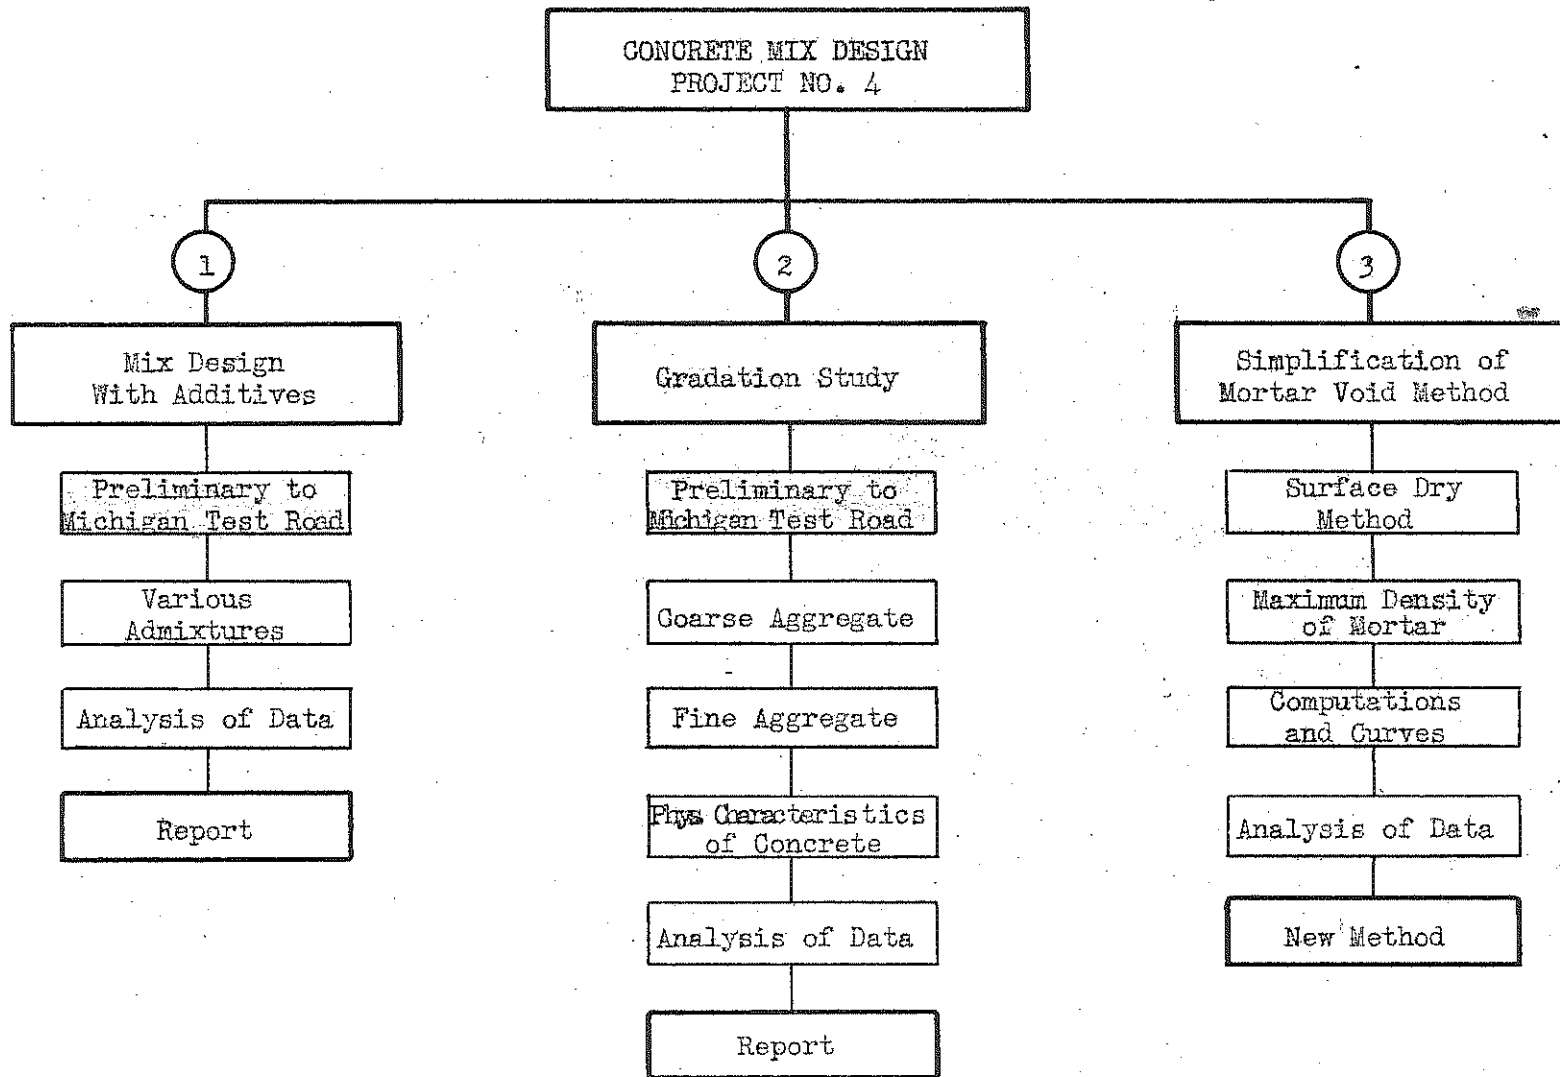 CONCRETE MIX DESIGN
PROJECT NO. 4
1
Mix Design
With Additives
Preliminary to
Michigan Test Road
Various
Admixtures
Analysis of Data
Report
2
Gradation Study
Preliminary to
Michigan Test Road
Goarse Aggregate
Fine Aggregate
Phys Characteristics
of Concrete
Analysis of Data
Report
3
Simplification of
Mortar Void Method
Surface Dry
Method
Maximum Density
of Mortar
Computations
and Curves
Analysis of Data
New Method